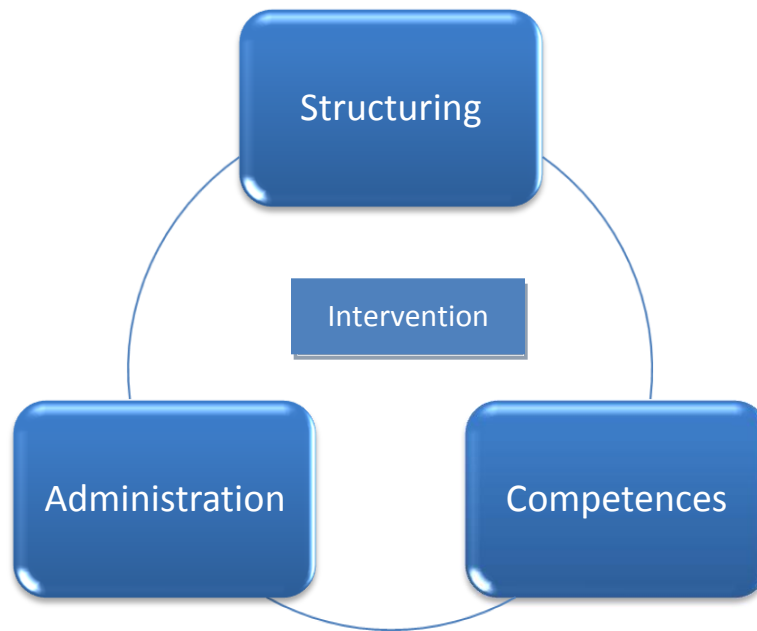 Structuring
Intervention
Administration
Competences